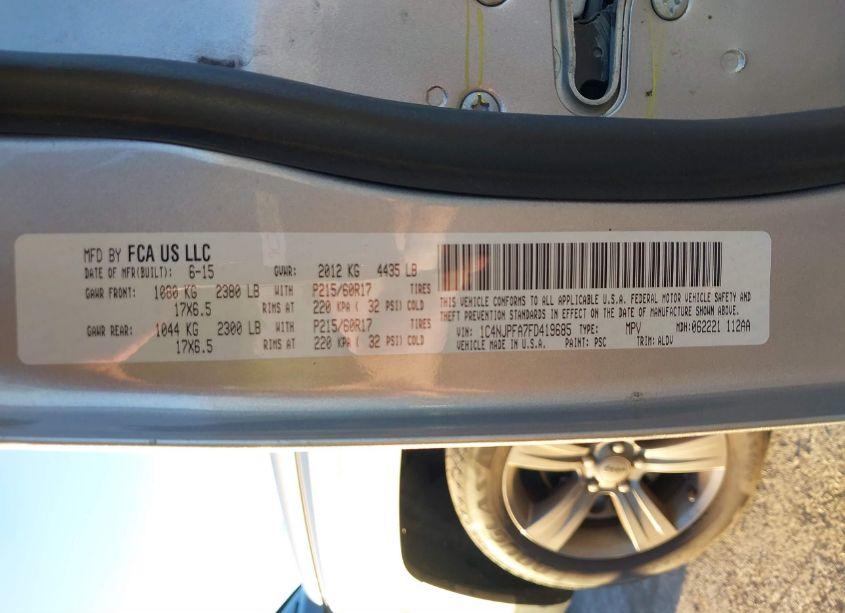 MFD BY FCA US LLC
DATE OF MFR(BUILT): 6-15 GVWR: 2012 KG 4435 LB
GAWR FRONT: 1080 KG 2380 LB WITH P215/60R17 TIRES
17X6.5 RIMS AT 220 KPA ( 32 PSI) COLD
GAWR REAR: 1044 KG 2300 LB WITH P215/60R17 TIRES
17X6.5 RIMS AT 220 KPA ( 32 PSI) COLD
THIS VEHICLE CONFORMS TO ALL APPLICABLE U.S.A. FEDERAL MOTOR VEHICLE SAFETY AND
THEFT PREVENTION STANDARDS IN EFFECT ON THE DATE OF MANUFACTURE SHOWN ABOVE.
VIN: 1C4NJPFA7FD419685 TYPE: MPV MDH: 062221 112AA
VEHICLE MADE IN U.S.A. PAINT: PSC TRIM: ALDV